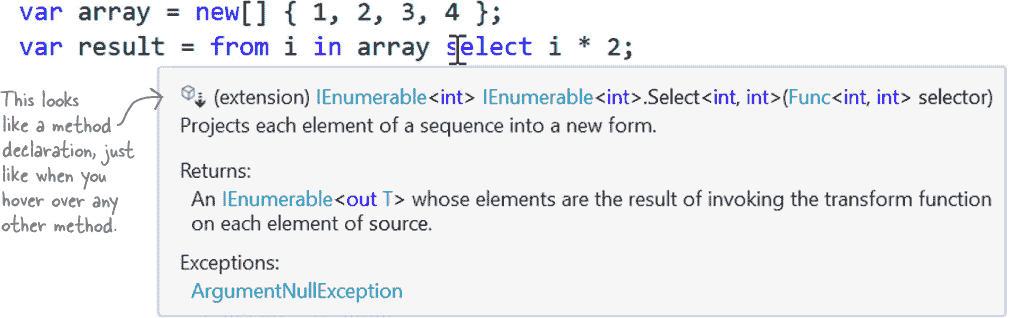 var array = new[] { 1, 2, 3, 4 };
var result = from i in array select i * 2;
This looks
like a method
declaration, just
like when you
hover over any
other method.
(extension) IEnumerable<int> IEnumerable<int>.Select<int, int>(Func<int, int> selector)
Projects each element of a sequence into a new form.
Returns:
An IEnumerable<out T> whose elements are the result of invoking the transform function
on each element of source.
Exceptions:
ArgumentNullException